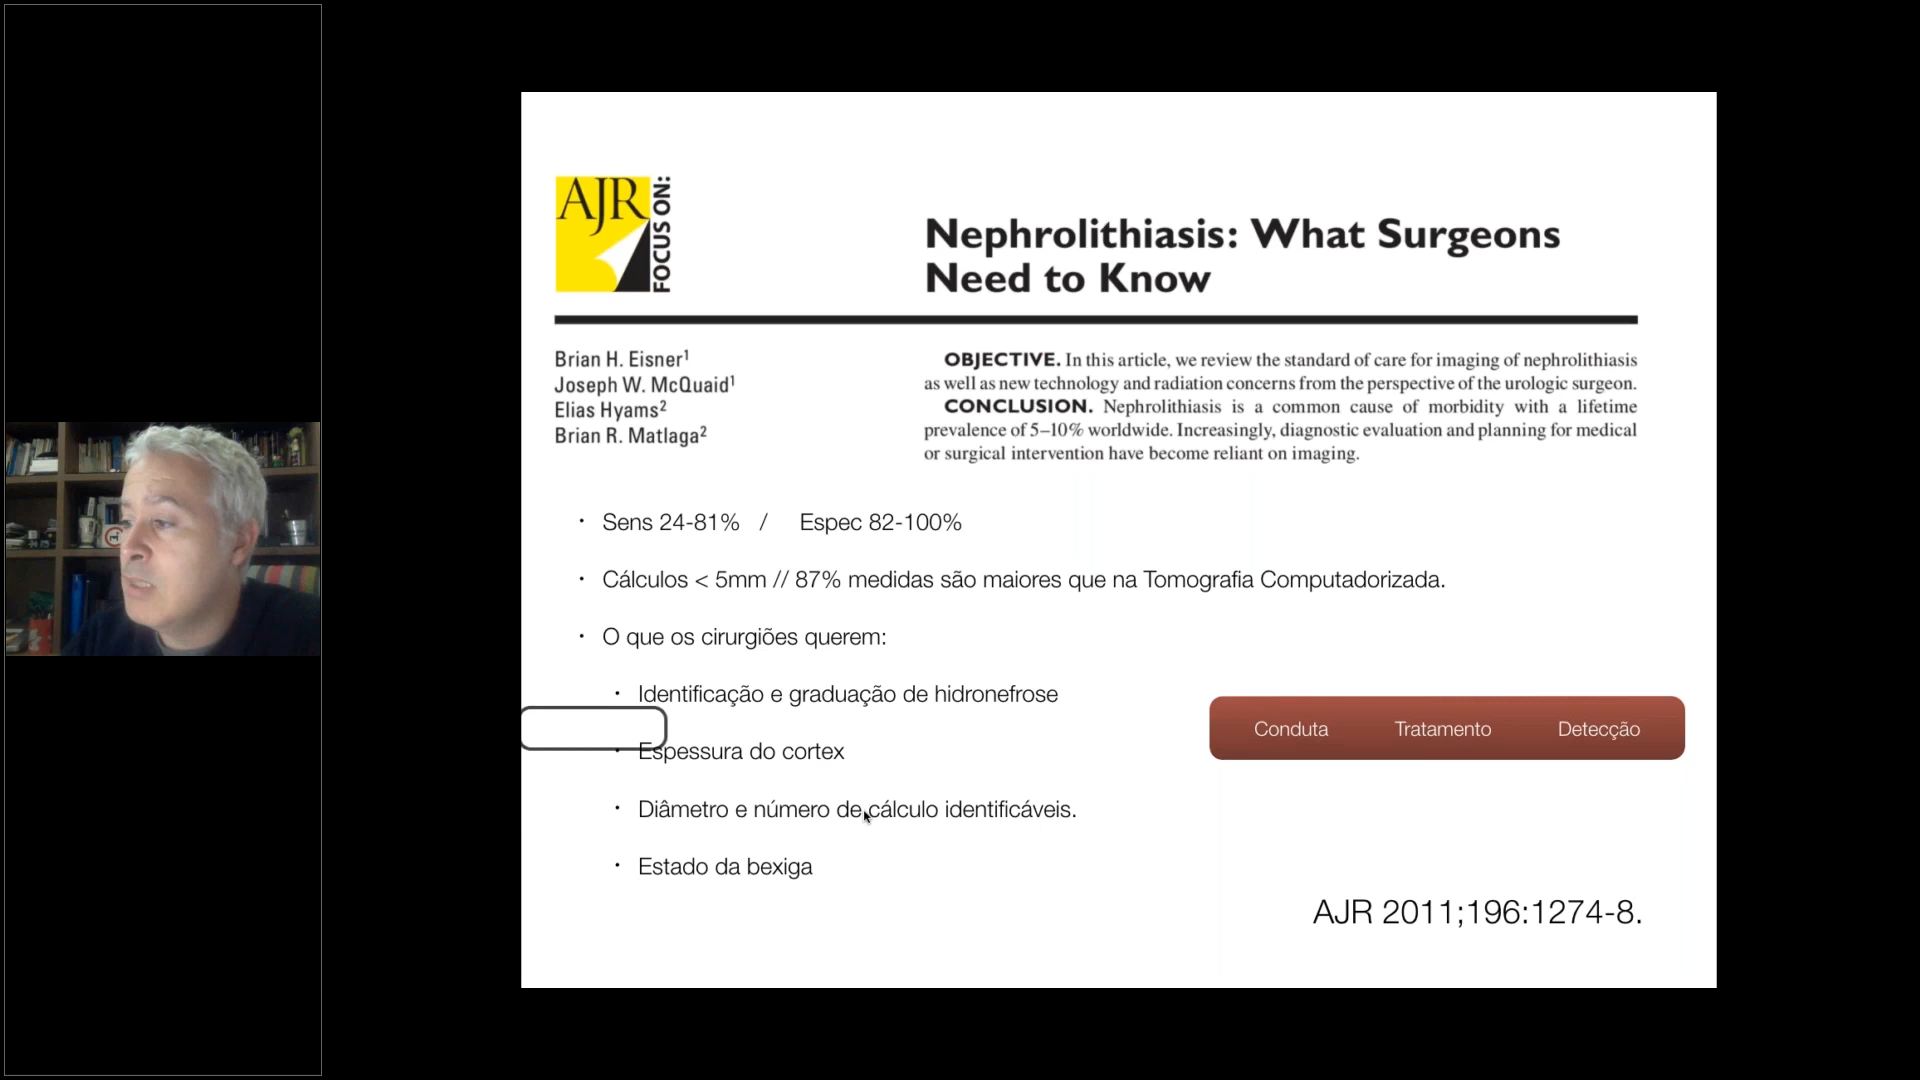 AJR
FOCUS ON:
Nephrolithiasis: What Surgeons
Need to Know
Brian H. Eisner¹
Joseph W. McQuaid¹
Elias Hyams²
Brian R. Matlaga²
OBJECTIVE. In this article, we review the standard of care for imaging of nephrolithiasis
as well as new technology and radiation concerns from the perspective of the urologic surgeon.
CONCLUSION. Nephrolithiasis is a common cause of morbidity with a lifetime
prevalence of 5–10% worldwide. Increasingly, diagnostic evaluation and planning for medical
or surgical intervention have become reliant on imaging.
• Sens 24-81% / Espec 82-100%
• Cálculos < 5mm // 87% medidas são maiores que na Tomografia Computadorizada.
• O que os cirurgiões querem:
• Identificação e graduação de hidronefrose
• Espessura do cortex
• Diâmetro e número de cálculo identificáveis.
• Estado da bexiga
Conduta Tratamento Detecção
AJR 2011;196:1274-8.